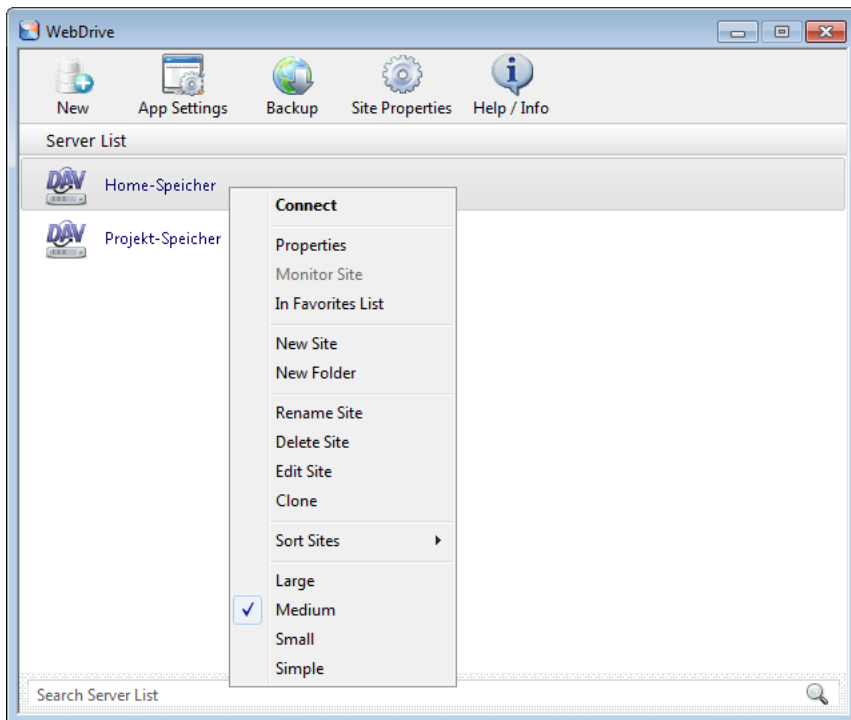 WebDrive
New App Settings Backup Site Properties Help / Info
Server List
DAV Home-Speicher
DAV Projekt-Speicher
Connect
Properties
Monitor Site
In Favorites List
New Site
New Folder
Rename Site
Delete Site
Edit Site
Clone
Sort Sites
Large
Medium
Small
Simple
Search Server List